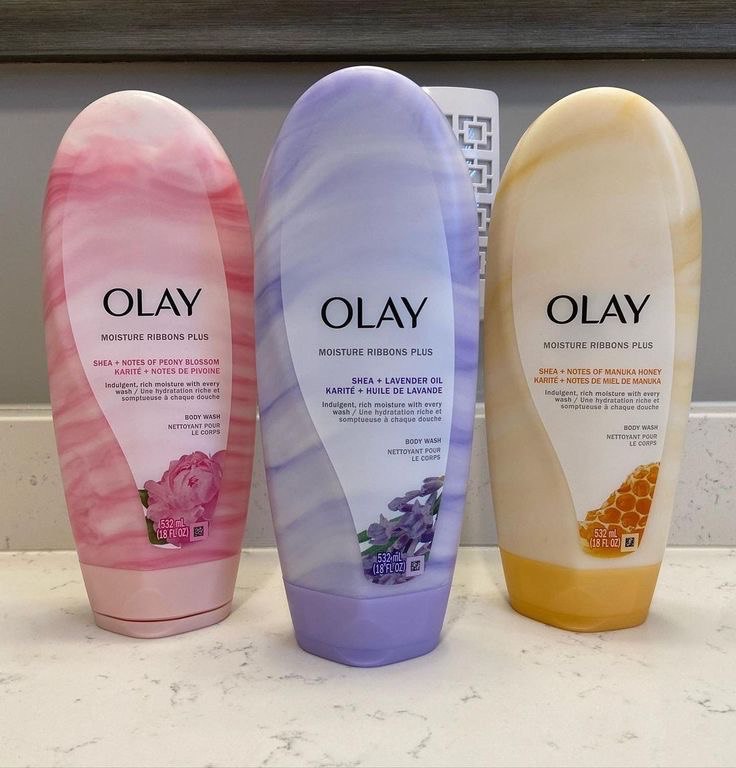 OLAY
MOISTURE RIBBONS PLUS
SHEA + NOTES OF PEONY BLOSSOM
KARITÉ + NOTES DE PIVOINE
Indulgent, rich moisture with every
wash / Une hydratation riche et
somptueuse à chaque douche
BODY WASH
NETTOYANT POUR
LE CORPS
532 mL
(18 FL OZ)
OLAY
MOISTURE RIBBONS PLUS
SHEA + LAVENDER OIL
KARITÉ + HUILE DE LAVANDE
Indulgent, rich moisture with every
wash / Une hydratation riche et
somptueuse à chaque douche
BODY WASH
NETTOYANT POUR
LE CORPS
532 mL
(18 FL OZ)
OLAY
MOISTURE RIBBONS PLUS
SHEA + NOTES OF MANUKA HONEY
KARITÉ + NOTES DE MIEL DE MANUKA
Indulgent, rich moisture with every
wash / Une hydratation riche et
somptueuse à chaque douche
BODY WASH
NETTOYANT POUR
LE CORPS
532 mL
(18 FL OZ)